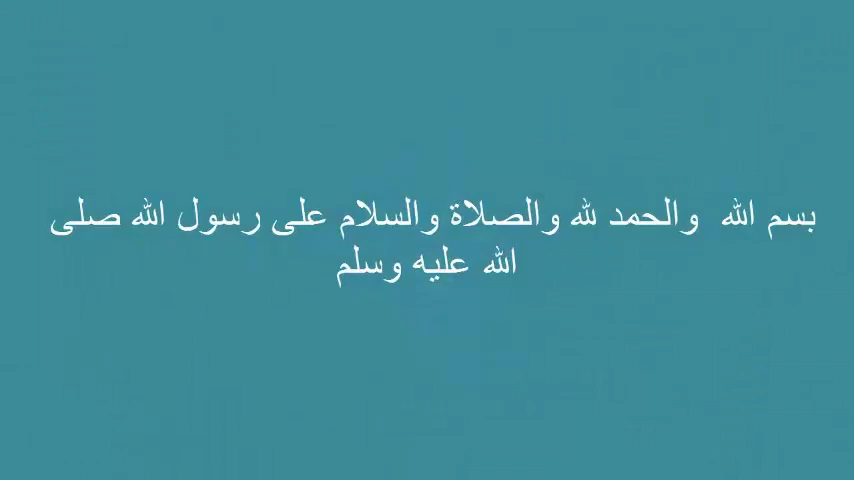 بسم الله  والحمد لله والصلاة والسلام على رسول الله صلى
الله عليه وسلم